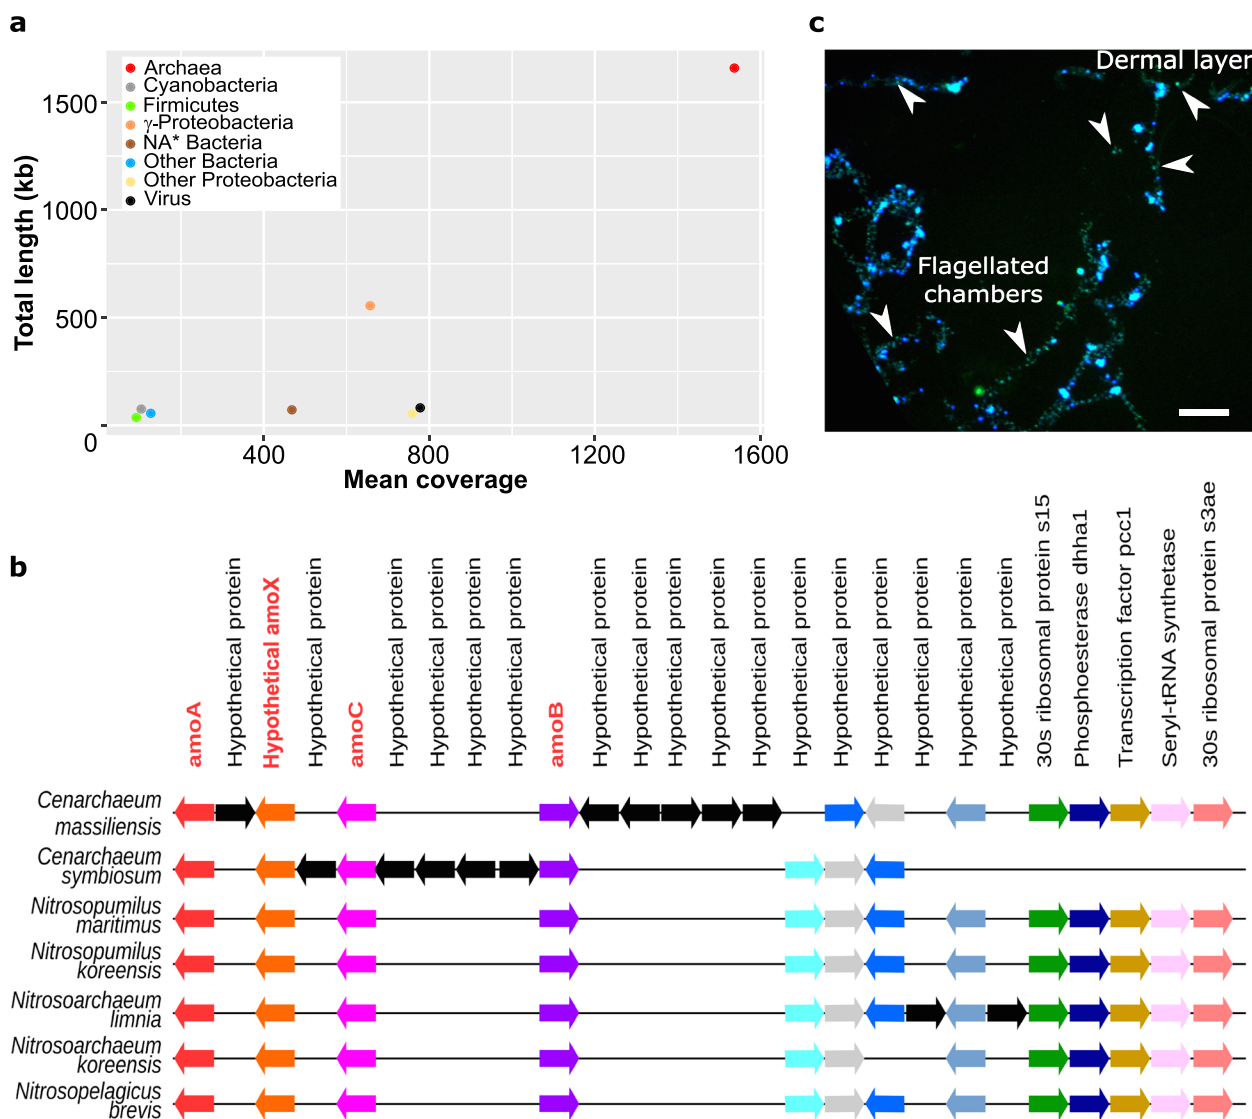 a
Total length (kb)
1500
1000
500
0
Archaea
Cyanobacteria
Firmicutes
γ-Proteobacteria
NA* Bacteria
Other Bacteria
Other Proteobacteria
Virus
400
800
1200
1600
Mean coverage
c
Dermal layer
Flagellated
chambers
b
amoA
Hypothetical protein
Hypothetical amoX
Hypothetical protein
amoC
Hypothetical protein
Hypothetical protein
Hypothetical protein
Hypothetical protein
amoB
Hypothetical protein
Hypothetical protein
Hypothetical protein
Hypothetical protein
Hypothetical protein
Hypothetical protein
Hypothetical protein
Hypothetical protein
Hypothetical protein
Hypothetical protein
Hypothetical protein
30s ribosomal protein s15
Phosphoesterase dhha1
Transcription factor pcc1
Seryl-tRNA synthetase
30s ribosomal protein s3ae
Cenarchaeum
massiliensis
Cenarchaeum
symbiosum
Nitrosopumilus
maritimus
Nitrosopumilus
koreensis
Nitrosoarchaeum
limnia
Nitrosoarchaeum
koreensis
Nitrosopelagicus
brevis